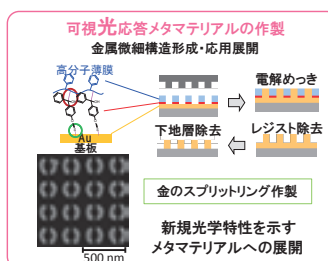 可視光応答メタマテリアルの作製
金属微細構造形成・応用展開
高分子薄膜
電解めっき
Au
基板
下地層除去
レジスト除去
金のスプリットリング作製
新規光学特性を示す
メタマテリアルへの展開
500 nm